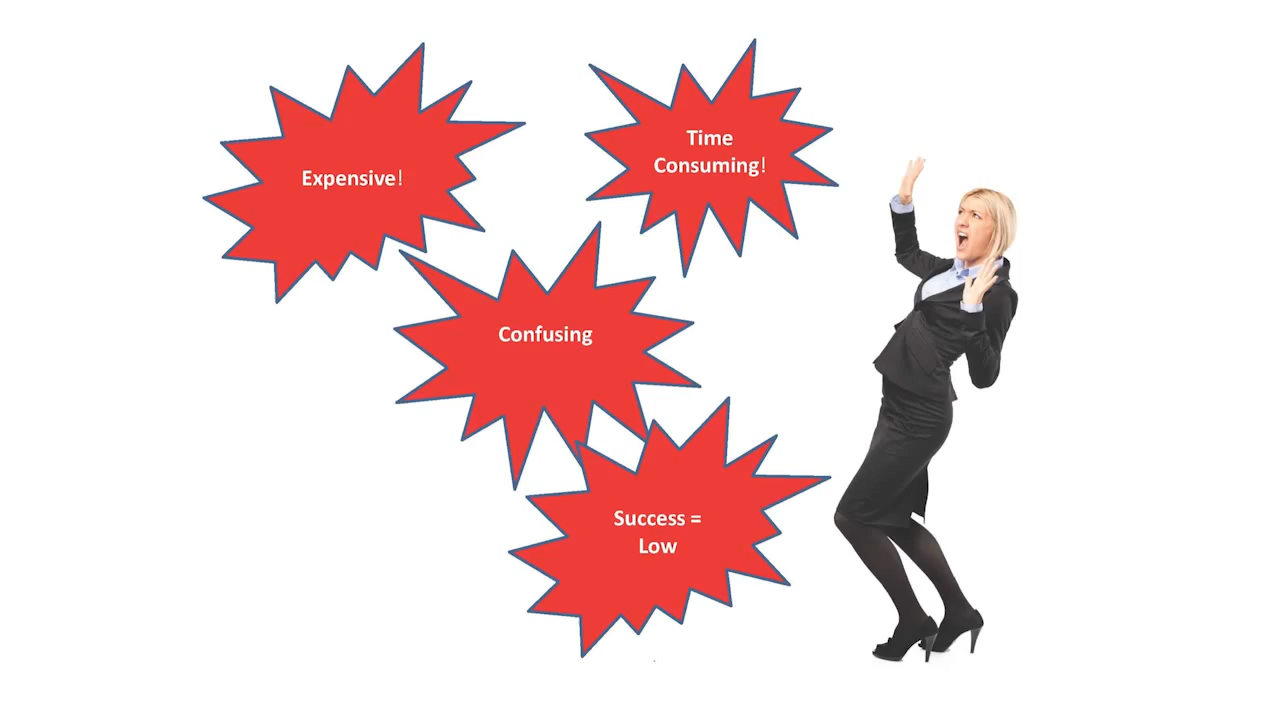 Expensive!
Time
Consuming!
Confusing
Success =
Low